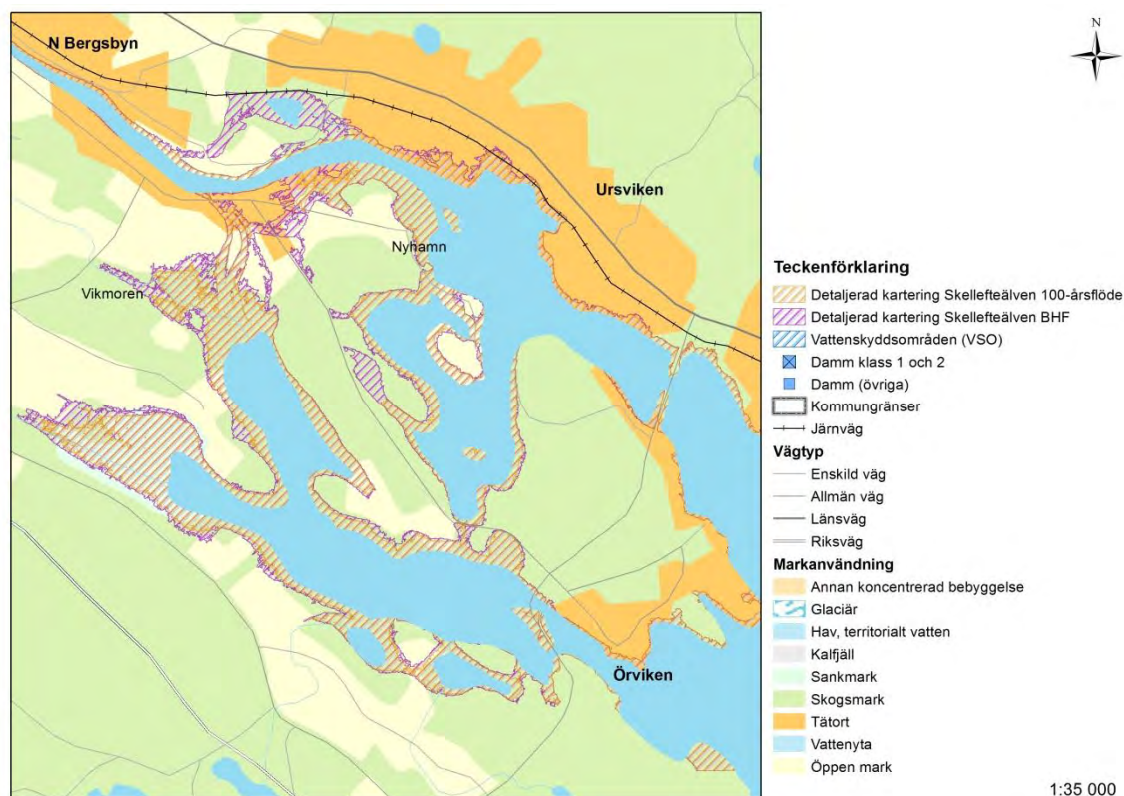 N Bergsbyn
Ursviken
Nyhamn
Vikmoren
Örviken
N
Teckenförklaring
Detaljerad kartering Skellefteälven 100-årsflöde
Detaljerad kartering Skellefteälven BHF
Vattenskyddsområden (VSO)
Damm klass 1 och 2
Damm (övriga)
Kommungränser
Järnväg
Vägtyp
Enskild väg
Allmän väg
Länsväg
Riksväg
Markanvändning
Annan koncentrerad bebyggelse
Glaciär
Hav, territorialt vatten
Kalfjäll
Sankmark
Skogsmark
Tätort
Vattenyta
Öppen mark
1:35 000